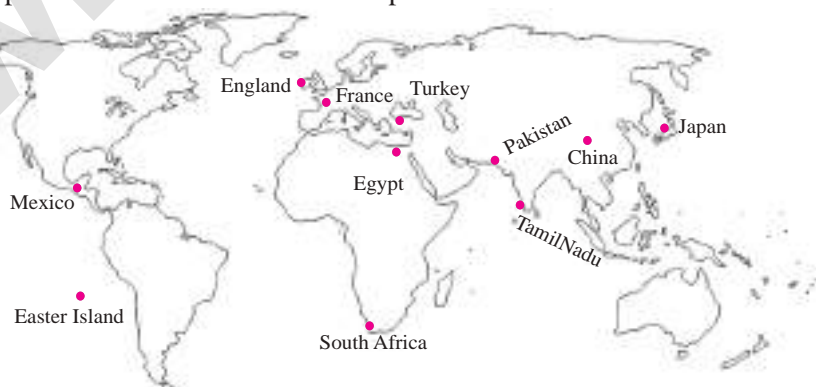 England
France
Turkey
Pakistan
Japan
China
Egypt
Mexico
TamilNadu
Easter Island
South Africa